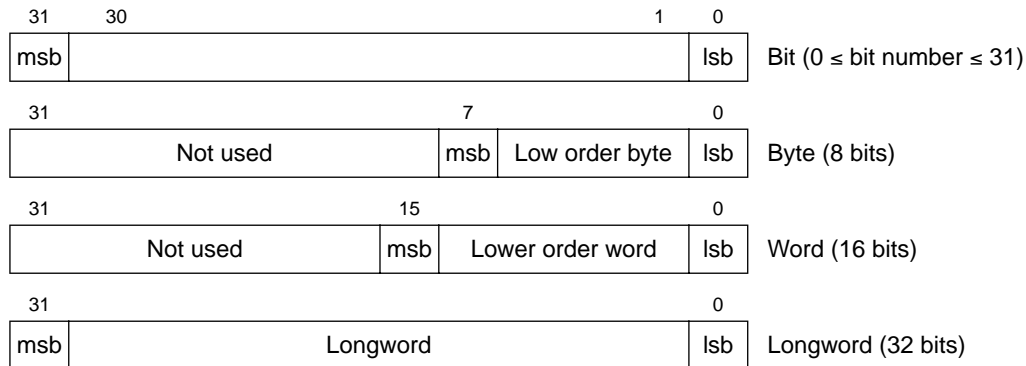 31 30 1 0
msb lsb Bit (0 ≤ bit number ≤ 31)
31 7 0
Not used msb Low order byte lsb Byte (8 bits)
31 15 0
Not used msb Lower order word lsb Word (16 bits)
31 0
msb Longword lsb Longword (32 bits)